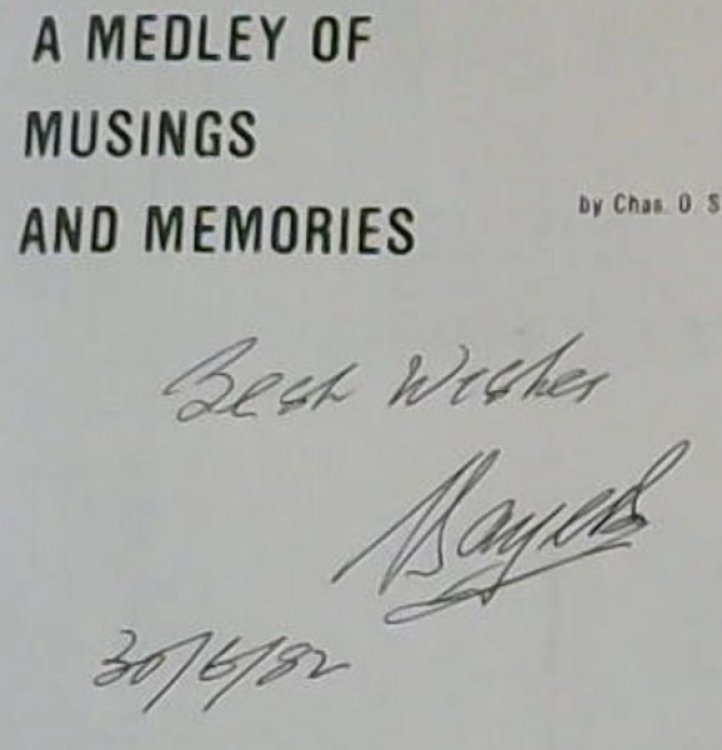 A MEDLEY OF
MUSINGS
AND MEMORIES
by Chas. O. S
Best Wishes
30/6/82